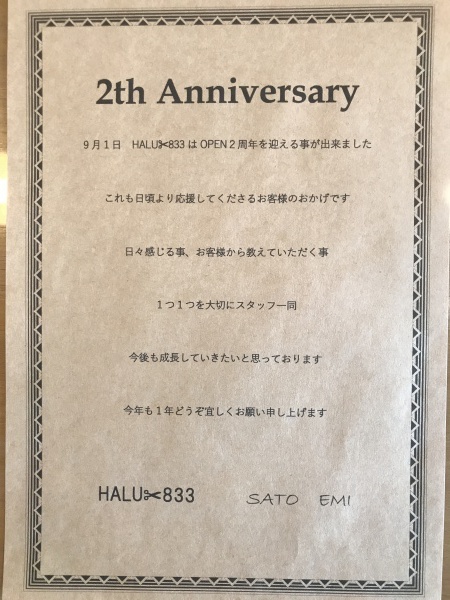 2th Anniversary
9月1日　HALU✂833 は OPEN 2 周年を迎える事が出来ました
これも日頃より応援してくださるお客様のおかげです
日々感じる事、お客様から教えていただく事
1つ1つを大切にスタッフ一同
今後も成長していきたいと思っております
今年も1年どうぞ宜しくお願い申し上げます
HALU✂833　SATO　EMI